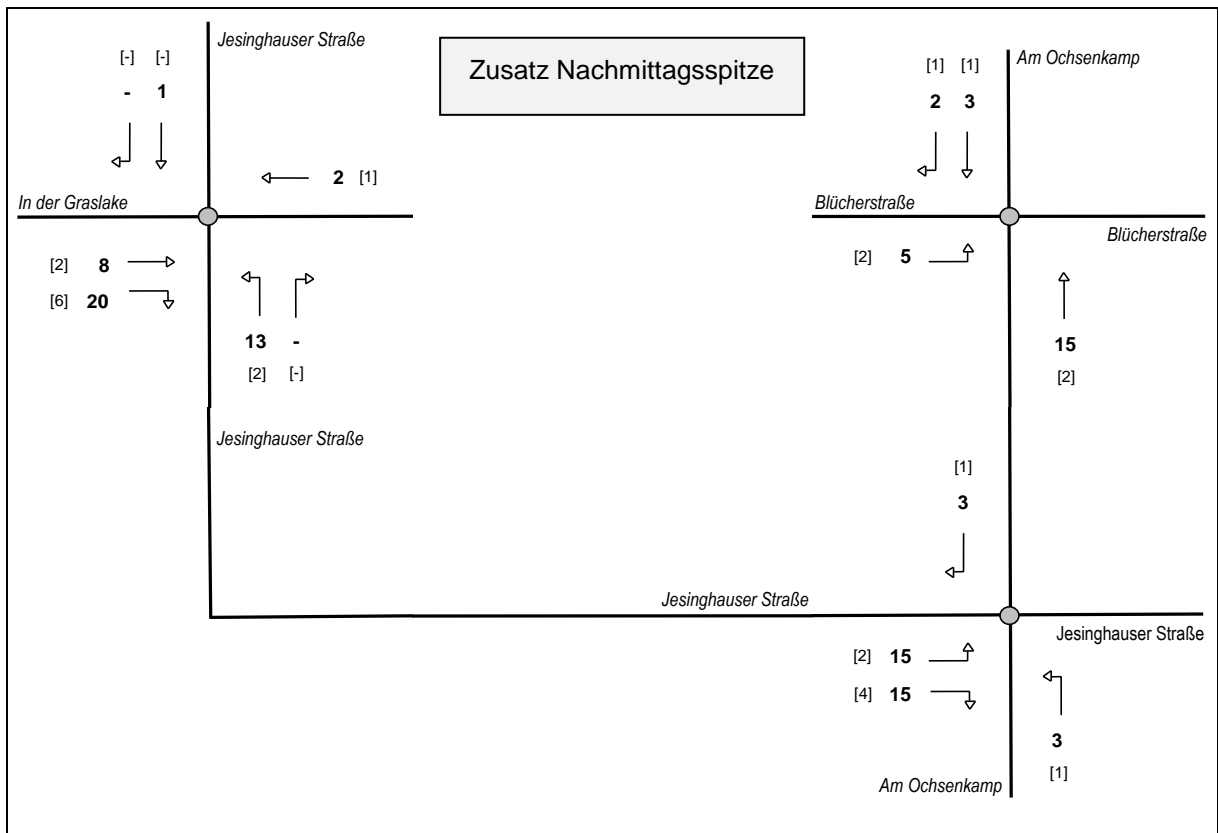 Jesinghauser Straße
Zusatz Nachmittagsspitze
Am Ochsenkamp
[-] [-]
- 1
[1] [1]
2 3
2 [1]
In der Graslake
Blücherstraße
Blücherstraße
[2] 8
[6] 20
[2] 5
13 -
[2] [-]
15
[2]
Jesinghauser Straße
[1]
3
Jesinghauser Straße
Jesinghauser Straße
[2] 15
[4] 15
3
[1]
Am Ochsenkamp